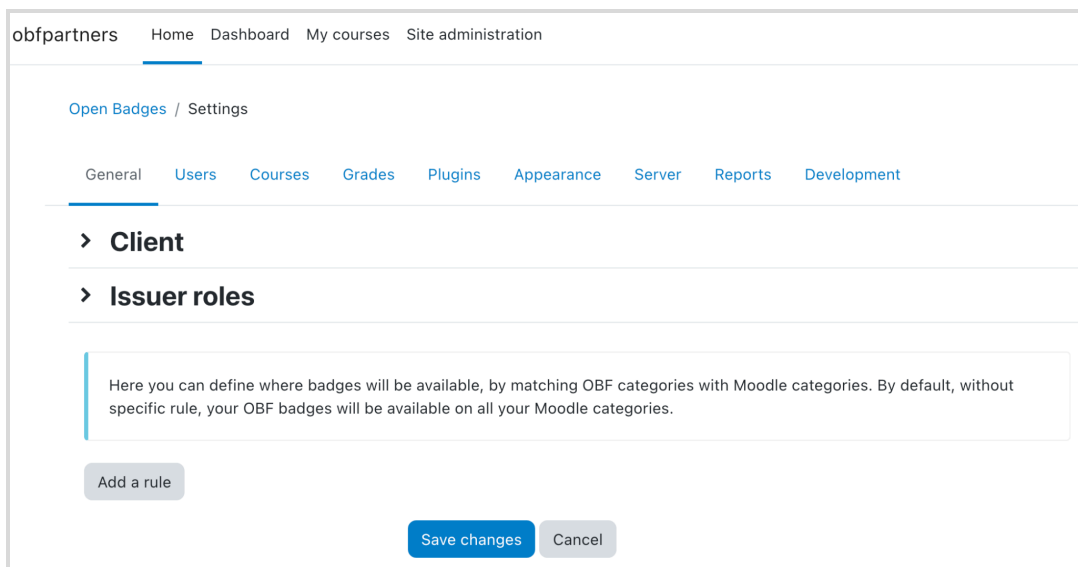 obfpartners Home Dashboard My courses Site administration
Open Badges / Settings
General Users Courses Grades Plugins Appearance Server Reports Development
Client
Issuer roles
Here you can define where badges will be available, by matching OBF categories with Moodle categories. By default, without
specific rule, your OBF badges will be available on all your Moodle categories.
Add a rule
Save changes Cancel